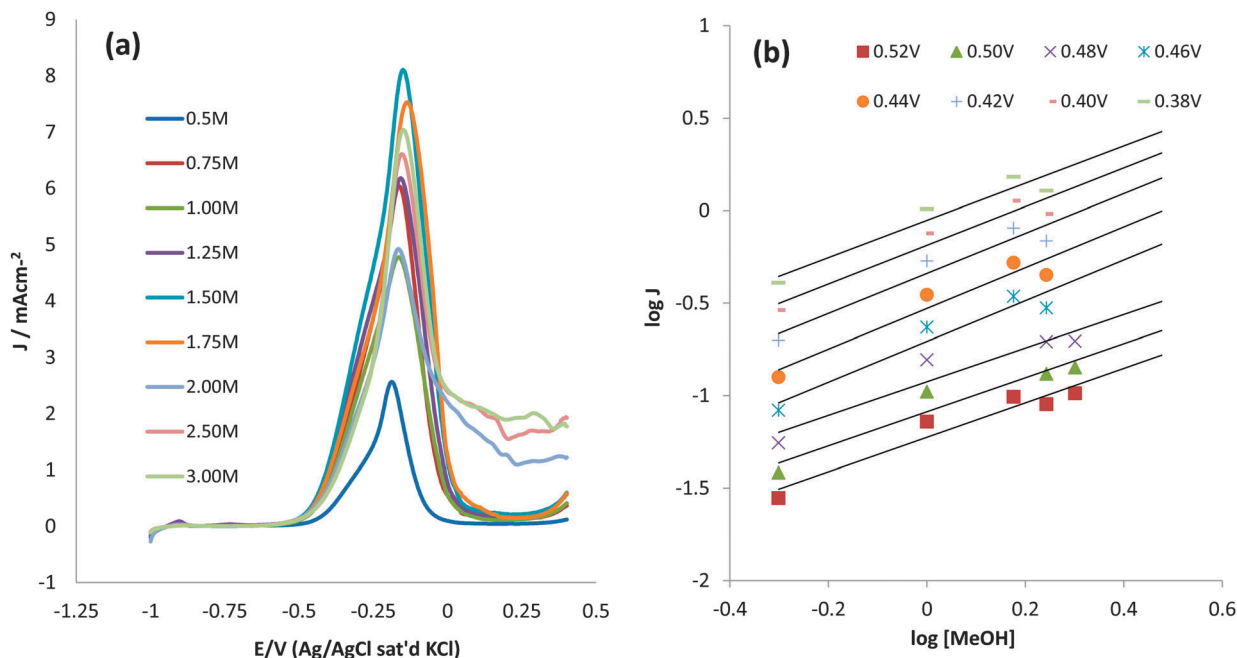 (a)
9
8
7
6
5
4
3
2
1
0
-1
J / mAcm-²
0.5M
0.75M
1.00M
1.25M
1.50M
1.75M
2.00M
2.50M
3.00M
-1.25 -1 -0.75 -0.5 -0.25 0 0.25 0.5
E/V (Ag/AgCl sat'd KCl)
(b)
0.52V 0.50V 0.48V 0.46V
0.44V 0.42V 0.40V 0.38V
1
0.5
0
-0.5
-1
-1.5
-2
log J
-0.4 -0.2 0 0.2 0.4 0.6
log [MeOH]